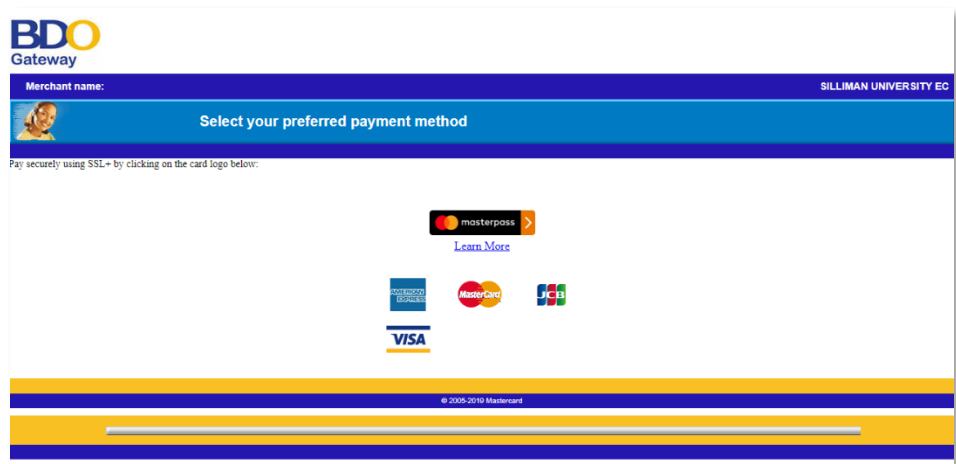 BDO
Gateway
Merchant name: SILLIMAN UNIVERSITY EC
Select your preferred payment method
Pay securely using SSL+ by clicking on the card logo below:
masterpass
Learn More
AMERICAN EXPRESS MasterCard JCB
VISA
© 2005-2019 Mastercard